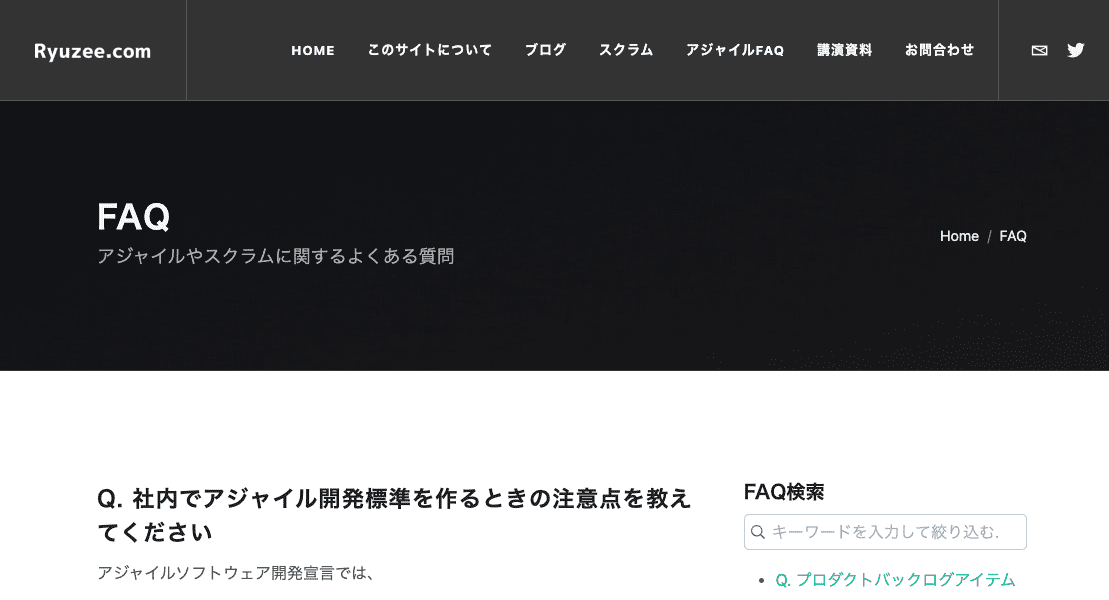 Ryuzee.com
HOME
このサイトについて
ブログ
スクラム
アジャイルFAQ
講演資料
お問合わせ
FAQ
アジャイルやスクラムに関するよくある質問
Home / FAQ
Q. 社内でアジャイル開発標準を作るときの注意点を教え
てください
アジャイルソフトウェア開発宣言では、
FAQ検索
キーワードを入力して絞り込む.
• Q. プロダクトバックログアイテム